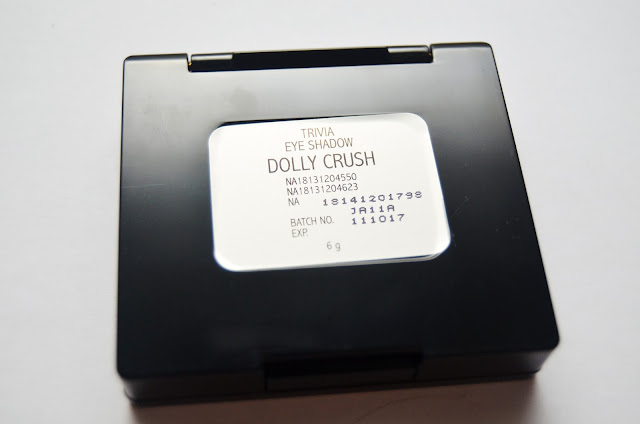 TRIVIA
EYE SHADOW
DOLLY CRUSH
NA18131204550
NA18131204623
NA 18141201798
BATCH NO. JA11A
EXP. 111017
6 g